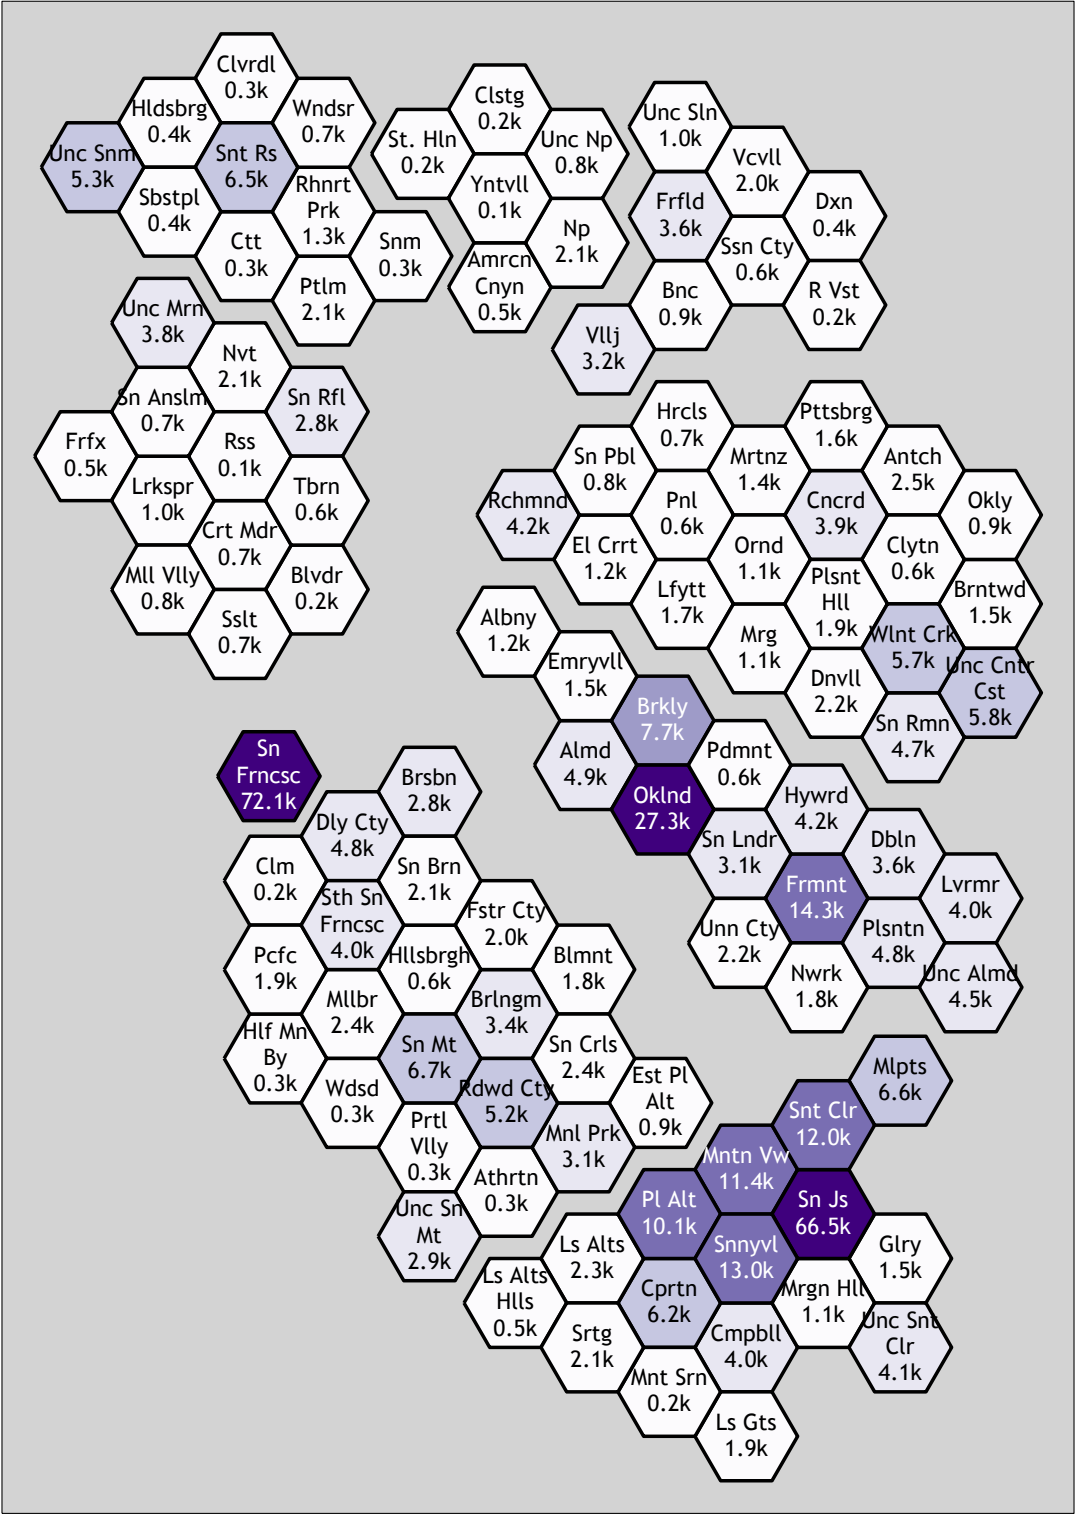 Clvrdl
0.3k
Hldsbrg
0.4k
Wndsr
0.7k
Unc Snm
5.3k
Snt Rs
6.5k
Sbstpl
0.4k
Rhnrt
Prk
1.3k
Ctt
0.3k
Snm
0.3k
Ptlm
2.1k
Clstg
0.2k
St. Hln
0.2k
Unc Np
0.8k
Yntvll
0.1k
Np
2.1k
Amrcn
Cnyn
0.5k
Unc Sln
1.0k
Vcvll
2.0k
Frfld
3.6k
Dxn
0.4k
Ssn Cty
0.6k
Bnc
0.9k
R Vst
0.2k
Vllj
3.2k
Unc Mrn
3.8k
Nvt
2.1k
Sn Anslm
0.7k
Sn Rfl
2.8k
Frfx
0.5k
Rss
0.1k
Lrkspr
1.0k
Tbrn
0.6k
Crt Mdr
0.7k
Mll Vlly
0.8k
Blvdr
0.2k
Sslt
0.7k
Hrcls
0.7k
Pttsbrg
1.6k
Sn Pbl
0.8k
Mrtnz
1.4k
Antch
2.5k
Rchmnd
4.2k
Pnl
0.6k
Cncrd
3.9k
Okly
0.9k
El Crrt
1.2k
Ornd
1.1k
Clytn
0.6k
Lfytt
1.7k
Plsnt
Hll
1.9k
Brntwd
1.5k
Mrg
1.1k
Wlnt Crk
5.7k
Dnvll
2.2k
Unc Cntr
Cst
5.8k
Sn Rmn
4.7k
Albny
1.2k
Emryvll
1.5k
Brkly
7.7k
Almd
4.9k
Pdmnt
0.6k
Oklnd
27.3k
Hywrd
4.2k
Sn Lndr
3.1k
Dbln
3.6k
Frmnt
14.3k
Lvrmr
4.0k
Unn Cty
2.2k
Plsntn
4.8k
Nwrk
1.8k
Unc Almd
4.5k
Sn
Frncsc
72.1k
Brsbn
2.8k
Dly Cty
4.8k
Clm
0.2k
Sn Brn
2.1k
Sth Sn
Frncsc
4.0k
Fstr Cty
2.0k
Pcfc
1.9k
Hllsbrgh
0.6k
Blmnt
1.8k
Mllbr
2.4k
Brlngm
3.4k
Hlf Mn
By
0.3k
Sn Mt
6.7k
Sn Crls
2.4k
Wdsd
0.3k
Rdwd Cty
5.2k
Est Pl
Alt
0.9k
Prtl
Vlly
0.3k
Mnl Prk
3.1k
Athrtn
0.3k
Unc Sn
Mt
2.9k
Mlpts
6.6k
Snt Clr
12.0k
Mntn Vw
11.4k
Pl Alt
10.1k
Sn Js
66.5k
Ls Alts
2.3k
Snnyvl
13.0k
Glry
1.5k
Ls Alts
Hlls
0.5k
Cprtn
6.2k
Mrgn Hll
1.1k
Srtg
2.1k
Cmpbll
4.0k
Unc Snt
Clr
4.1k
Mnt Srn
0.2k
Ls Gts
1.9k